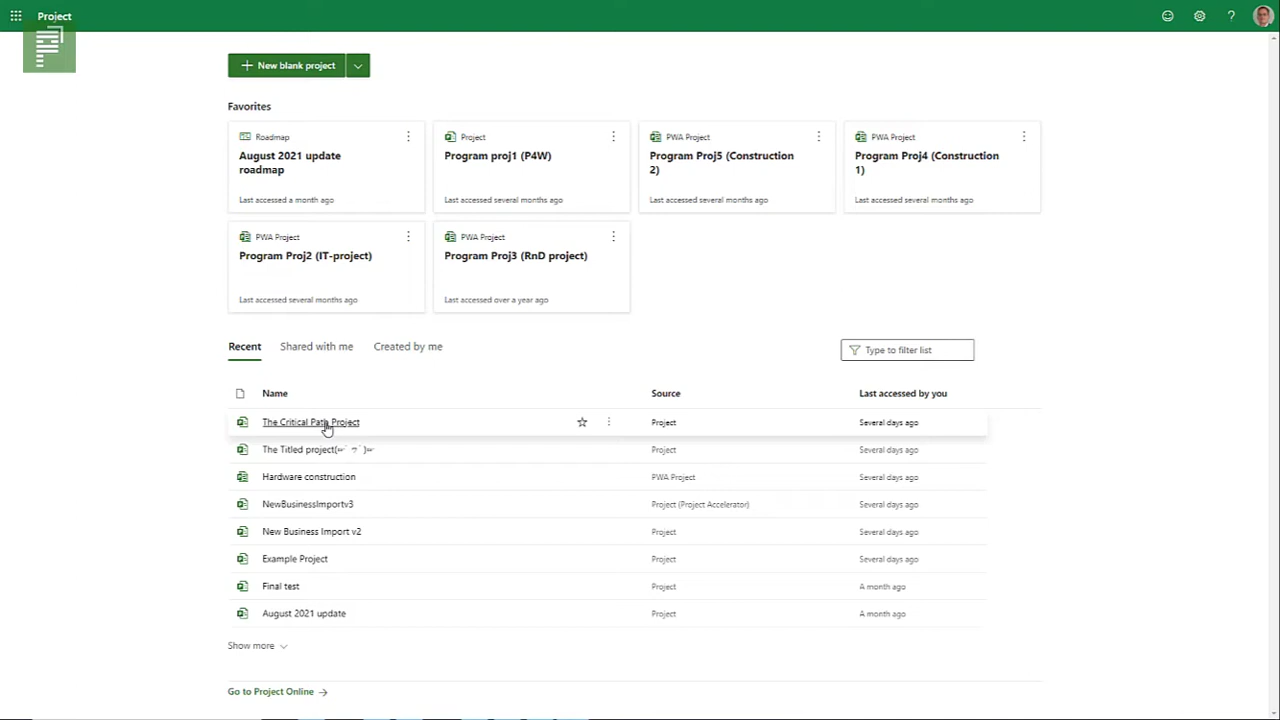 Project
New blank project
Favorites
Roadmap
August 2021 update
roadmap
Last accessed a month ago
Project
Program proj1 (P4W)
Last accessed several months ago
PWA Project
Program Proj5 (Construction
2)
Last accessed several months ago
PWA Project
Program Proj4 (Construction
1)
Last accessed several months ago
PWA Project
Program Proj2 (IT-project)
Last accessed several months ago
PWA Project
Program Proj3 (RnD project)
Last accessed over a year ago
Recent Shared with me Created by me Type to filter list
Name Source Last accessed by you
The Critical Path Project Project Several days ago
The Titled project Project Several days ago
Hardware construction PWA Project Several days ago
NewBusinessImportv3 Project (Project Accelerator) Several days ago
New Business Import v2 Project Several days ago
Example Project Project Several days ago
Final test Project A month ago
August 2021 update Project A month ago
Show more
Go to Project Online →